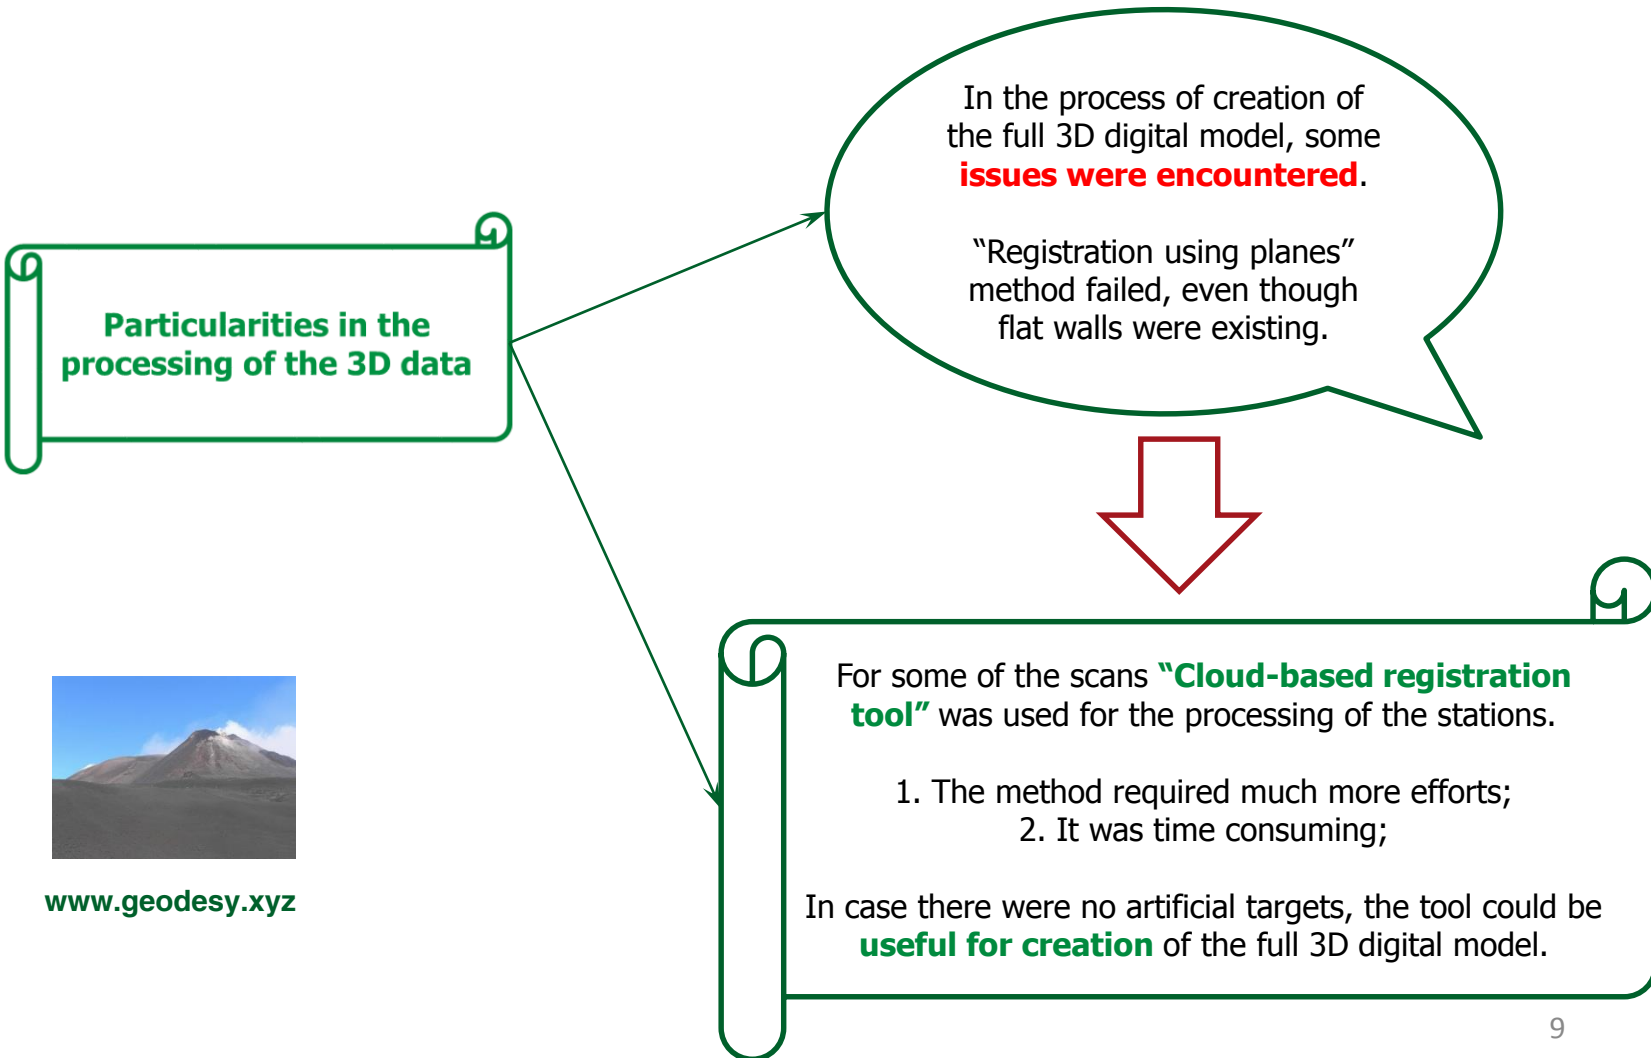 Particularities in the
processing of the 3D data
In the process of creation of
the full 3D digital model, some
issues were encountered.
“Registration using planes”
method failed, even though
flat walls were existing.
For some of the scans “Cloud-based registration
tool” was used for the processing of the stations.
1. The method required much more efforts;
2. It was time consuming;
In case there were no artificial targets, the tool could be
useful for creation of the full 3D digital model.
www.geodesy.xyz
9